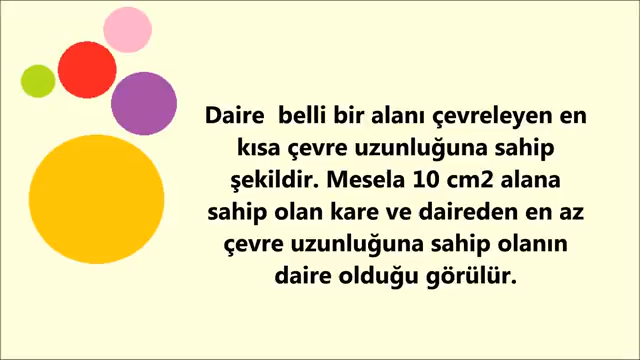 Daire  belli bir alanı çevreleyen en
kısa çevre uzunluğuna sahip
şekildir. Mesela 10 cm2 alana
sahip olan kare ve daireden en az
çevre uzunluğuna sahip olanın
daire olduğu görülür.